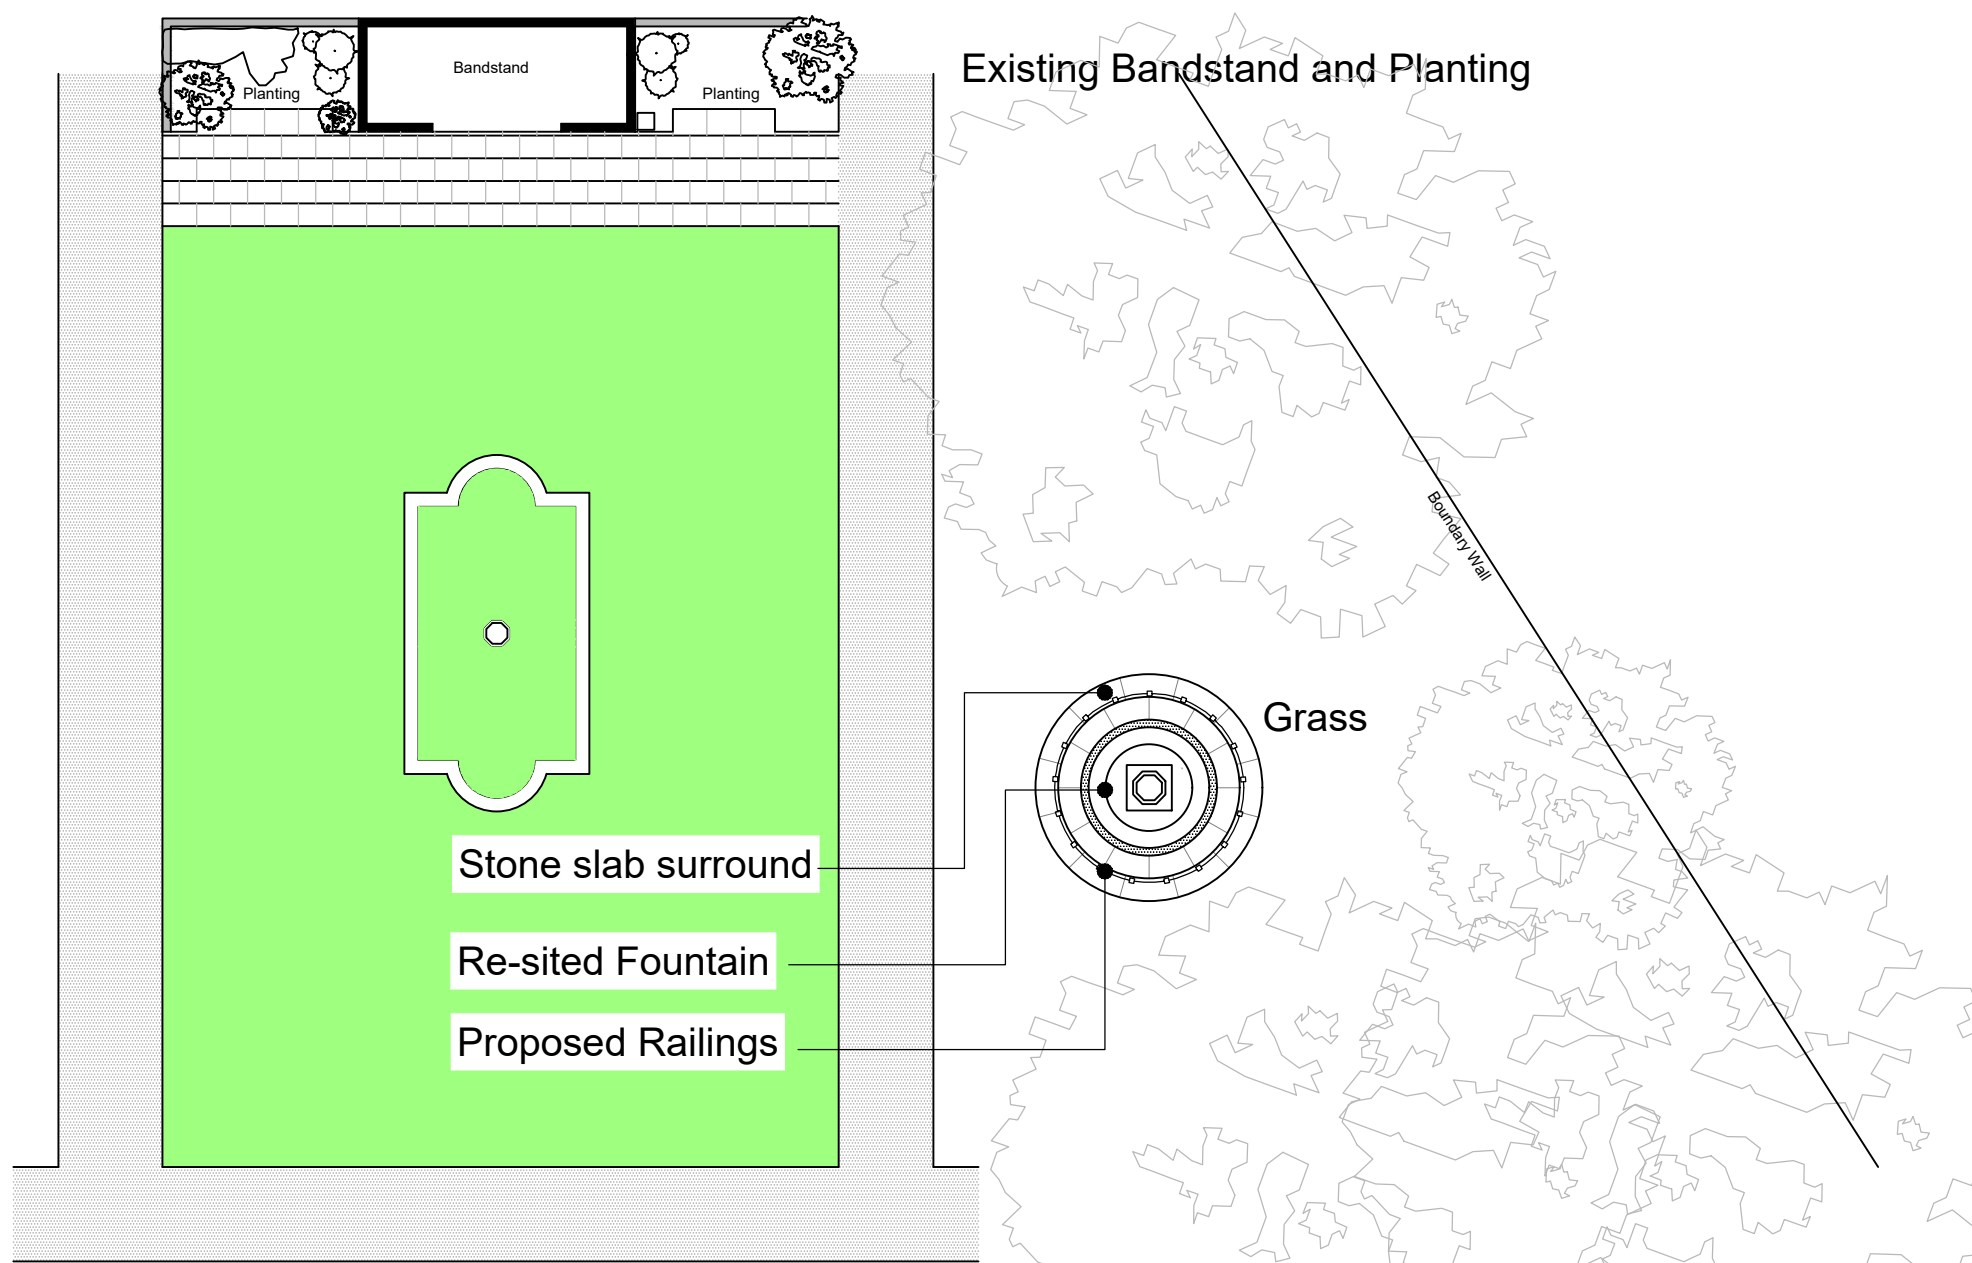 Bandstand
Existing Bandstand and Planting
Planting
Planting
Boundary Wall
Grass
Stone slab surround
Re-sited Fountain
Proposed Railings